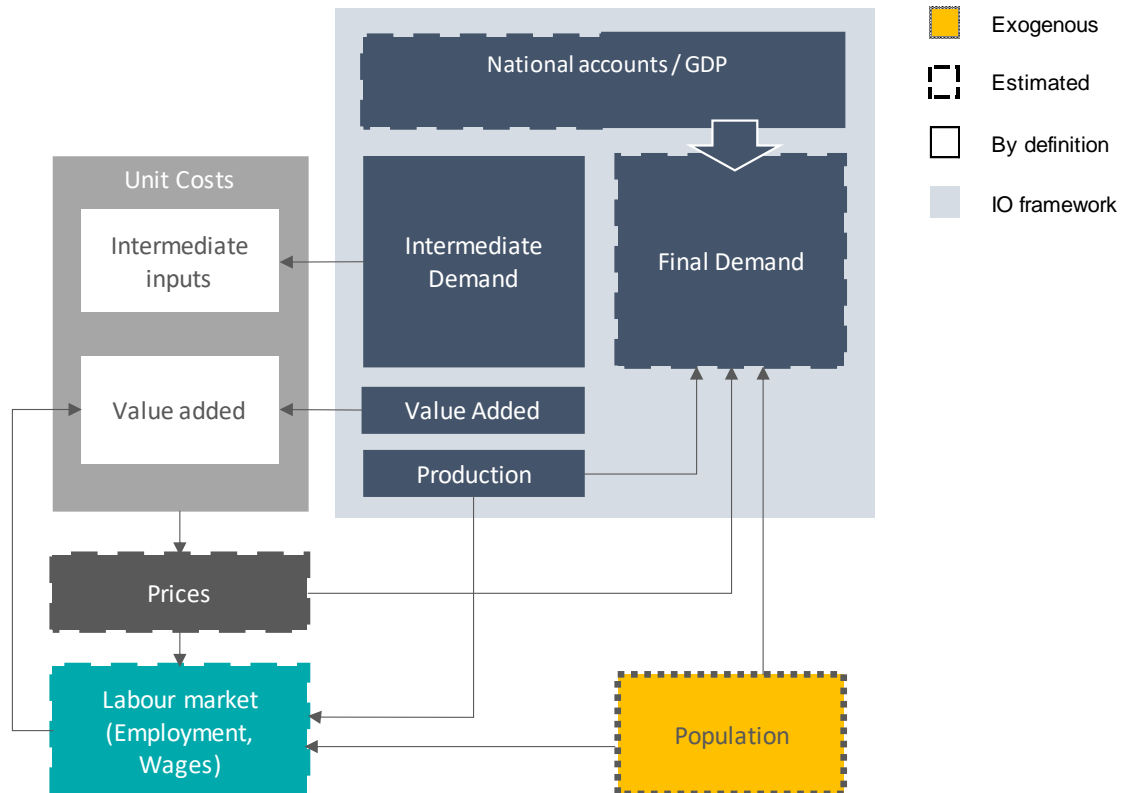 National accounts / GDP
Unit Costs
Intermediate
inputs
Intermediate
Demand
Final Demand
Value added
Value Added
Production
Prices
Labour market
(Employment,
Wages)
Population
Exogenous
Estimated
By definition
IO framework